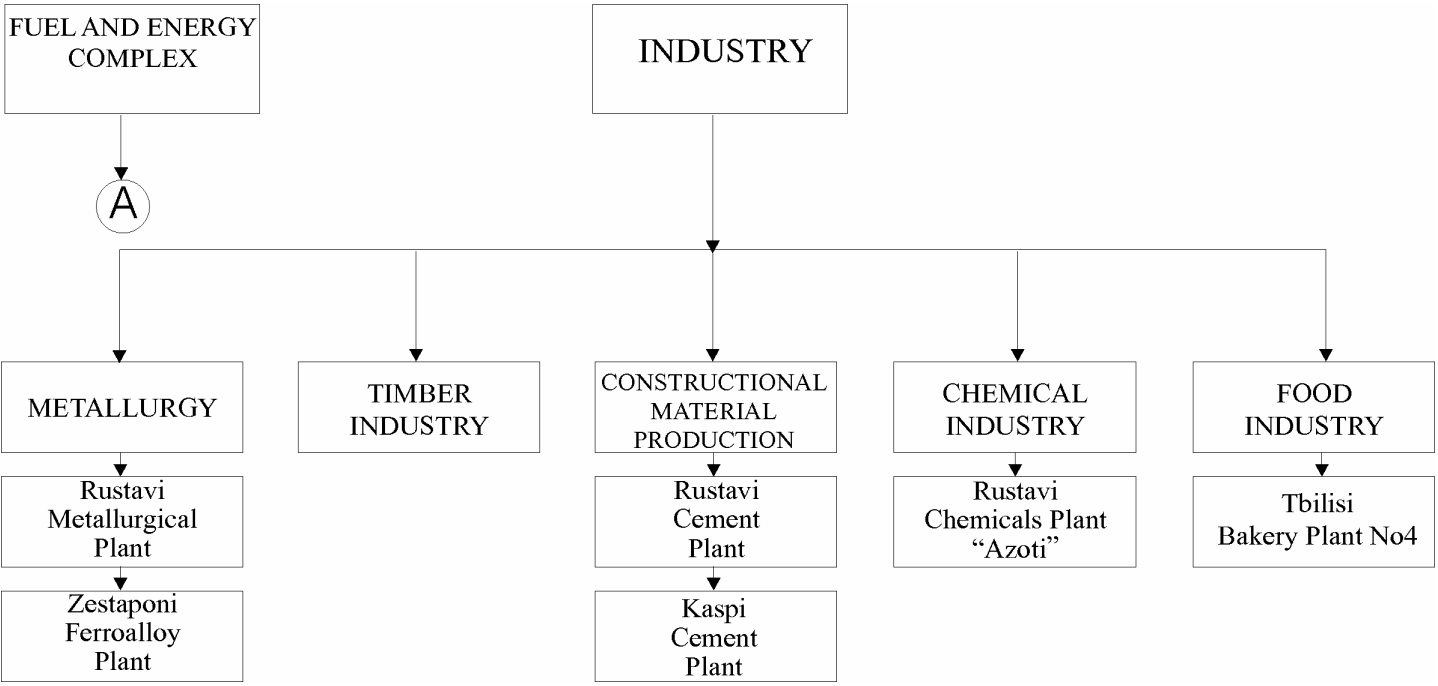 FUEL AND ENERGY
COMPLEX
INDUSTRY
A
METALLURGY
TIMBER
INDUSTRY
CONSTRUCTIONAL
MATERIAL
PRODUCTION
CHEMICAL
INDUSTRY
FOOD
INDUSTRY
Rustavi
Metallurgical
Plant
Rustavi
Cement
Plant
Rustavi
Chemicals Plant
“Azoti”
Tbilisi
Bakery Plant No4
Zestaponi
Ferroalloy
Plant
Kaspi
Cement
Plant